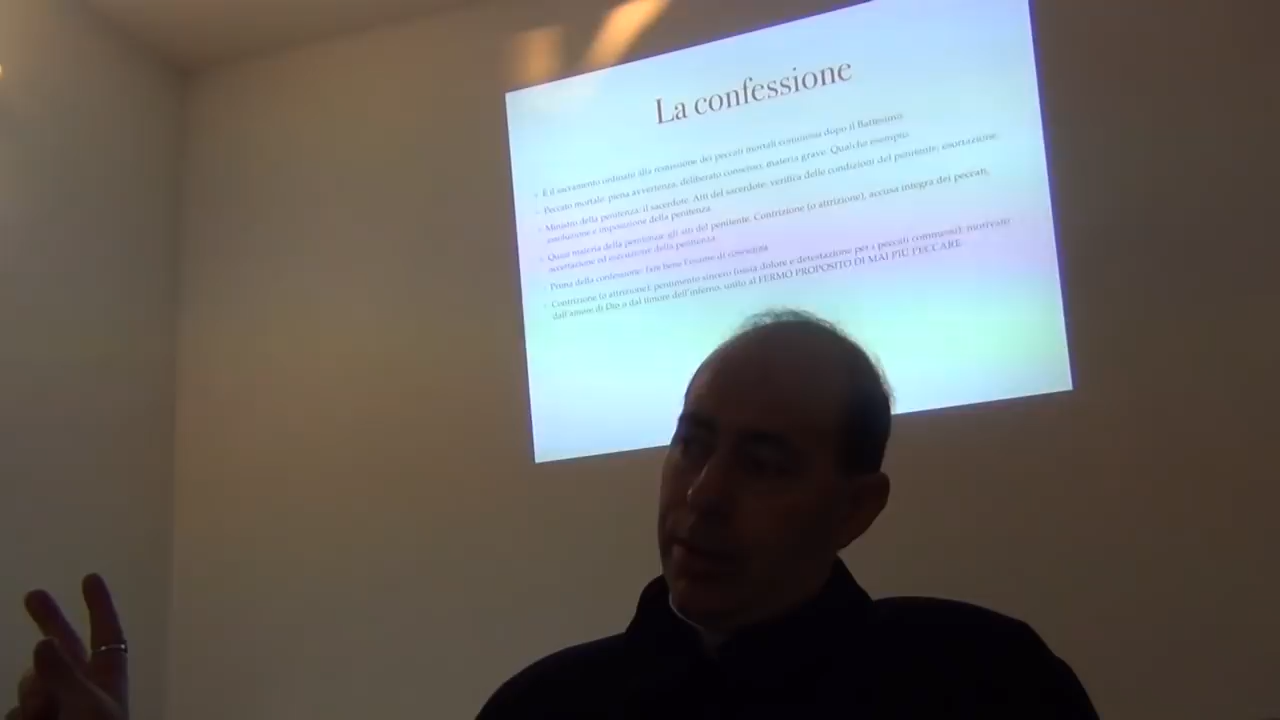 La confessione
È il sacramento ordinato alla remissione dei peccati mortali commessi dopo il Battesimo.
Peccato mortale: piena avvertenza, deliberato consenso, materia grave. Qualche esempio
Ministro della penitenza: il sacerdote. Atti del sacerdote: verifica delle condizioni del penitente; esortazione
assoluzione e imposizione della penitenza.
Quasi materia della penitenza: gli atti del penitente. Contrizione (o attrizione), accusa integra dei peccati,
accettazione ed esecuzione della penitenza.
Prima della confessione: fare bene l'esame di coscienza
Contrizione (o attrizione): pentimento sincero (ossia dolore e detestazione per i peccati commessi), motivato
dall'amore di Dio o dal timore dell'inferno, unito al FERMO PROPOSITO DI MAI PIÙ PECCARE.